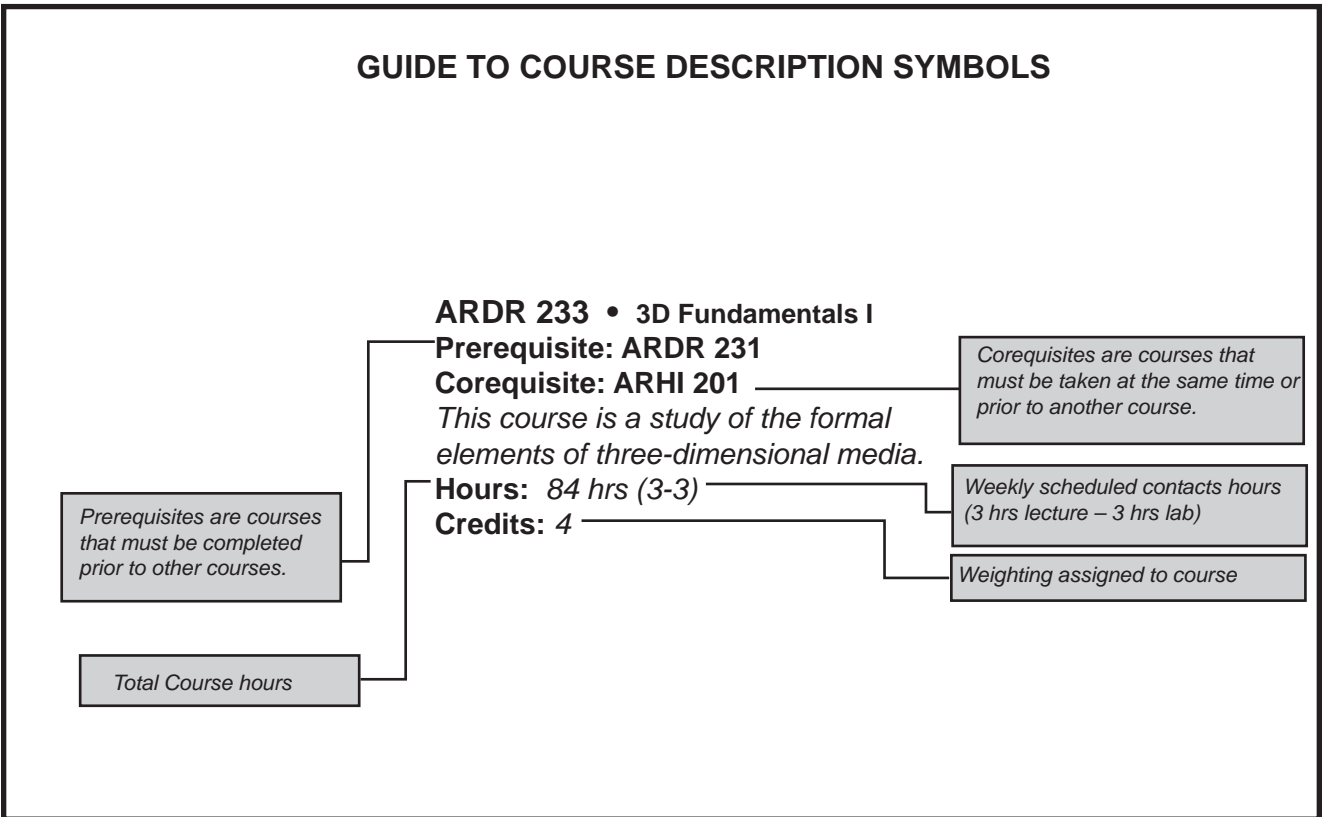 GUIDE TO COURSE DESCRIPTION SYMBOLS
ARDR 233 • 3D Fundamentals I
Prerequisite: ARDR 231
Corequisite: ARHI 201
This course is a study of the formal
elements of three-dimensional media.
Hours: 84 hrs (3-3)
Credits: 4
Corequisites are courses that
must be taken at the same time or
prior to another course.
Weekly scheduled contacts hours
(3 hrs lecture – 3 hrs lab)
Weighting assigned to course
Prerequisites are courses
that must be completed
prior to other courses.
Total Course hours